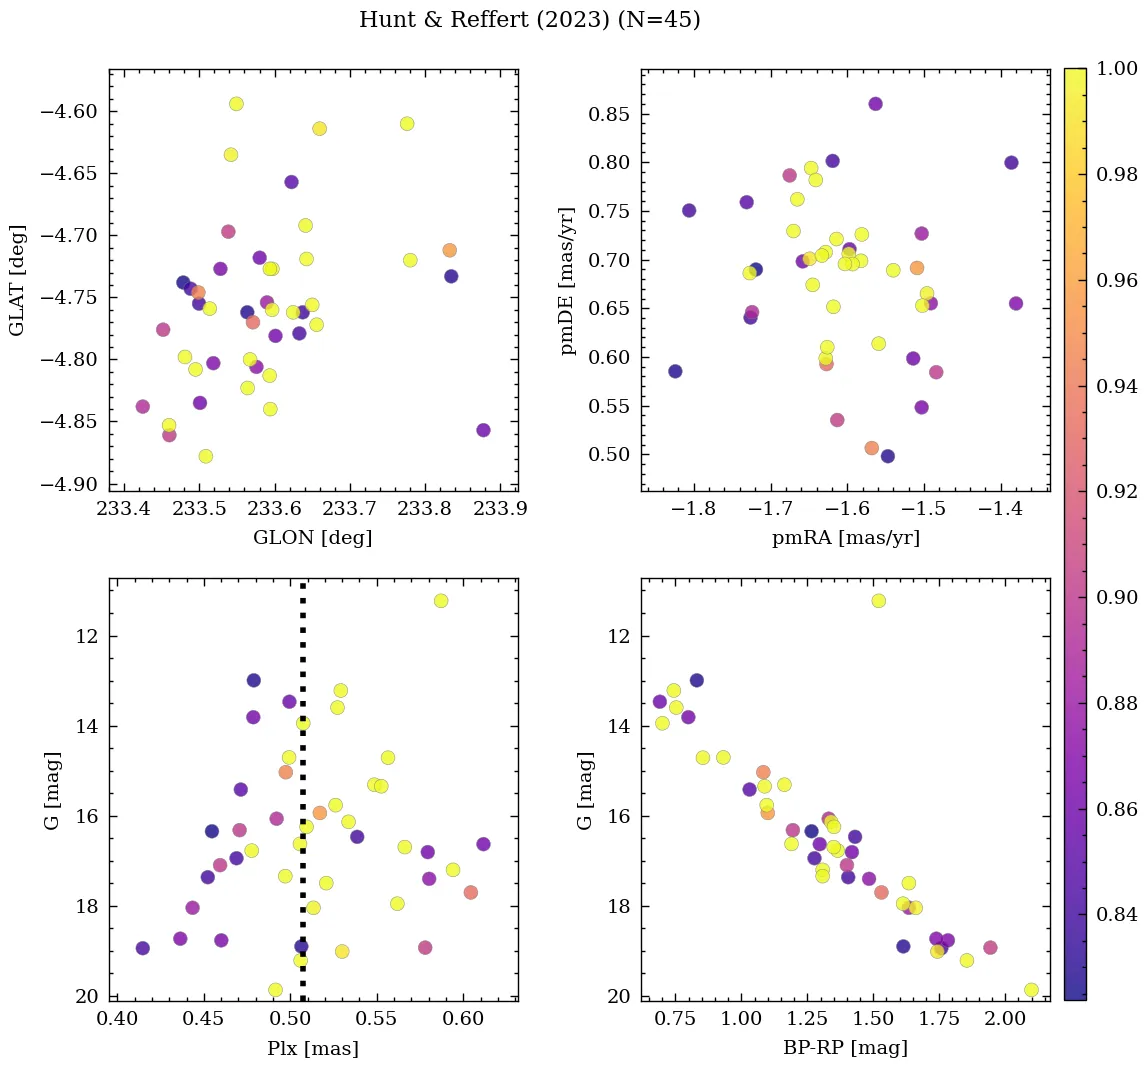 Hunt & Reffert (2023) (N=45)
GLAT [deg]
−4.60
−4.65
−4.70
−4.75
−4.80
−4.85
−4.90
233.4 233.5 233.6 233.7 233.8 233.9
GLON [deg]
pmDE [mas/yr]
0.85
0.80
0.75
0.70
0.65
0.60
0.55
0.50
−1.8 −1.7 −1.6 −1.5 −1.4
pmRA [mas/yr]
1.00
0.98
0.96
0.94
0.92
0.90
0.88
0.86
0.84
G [mag]
12
14
16
18
20
0.40 0.45 0.50 0.55 0.60
Plx [mas]
G [mag]
12
14
16
18
20
0.75 1.00 1.25 1.50 1.75 2.00
BP-RP [mag]